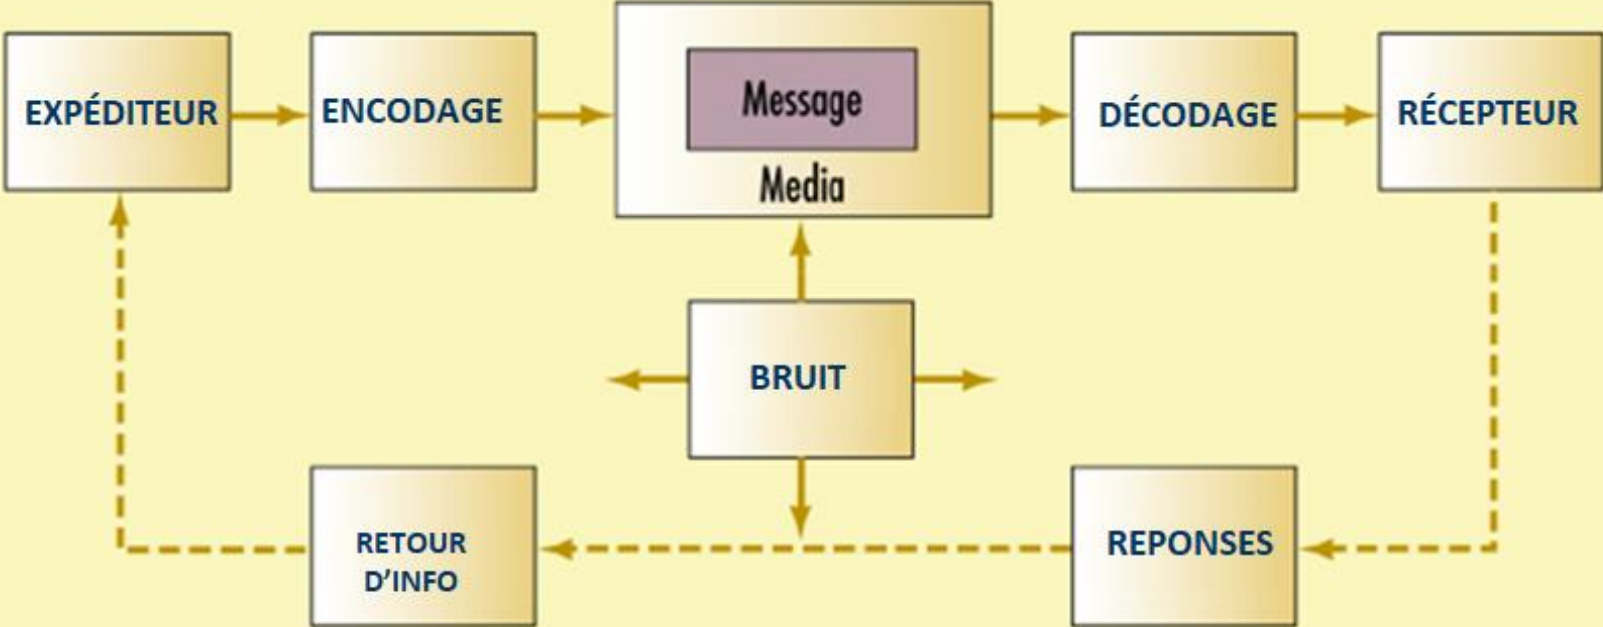 EXPÉDITEUR
ENCODAGE
Message
Media
DÉCODAGE
RÉCEPTEUR
BRUIT
RETOUR
D'INFO
REPONSES